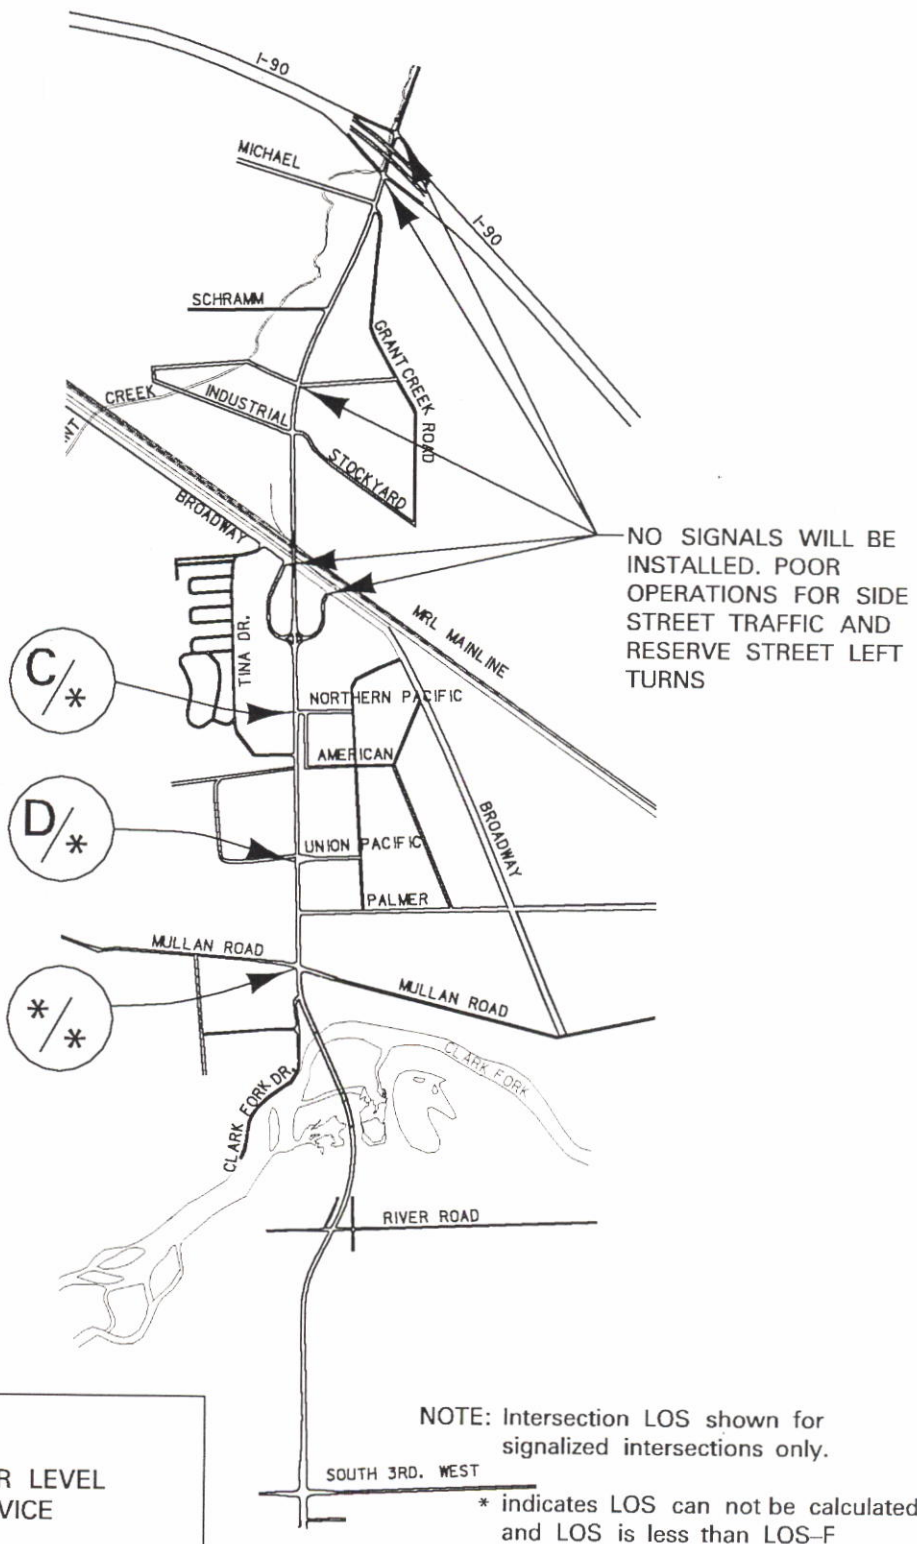 I-90
MICHAEL
I-90
SCHRAMM
GRANT CREEK ROAD
CREEK
INDUSTRIAL
STOCKYARD
BROADWAY
NO SIGNALS WILL BE
INSTALLED. POOR
OPERATIONS FOR SIDE
STREET TRAFFIC AND
RESERVE STREET LEFT
TURNS
MRL MAINLINE
TINA DR.
C/*
NORTHERN PACIFIC
AMERICAN
D/*
UNION PACIFIC
BROADWAY
PALMER
MULLAN ROAD
MULLAN ROAD
*/*
CLARK FORK
CLARK FORK DR.
RIVER ROAD
NOTE: Intersection LOS shown for
signalized intersections only.
SOUTH 3RD. WEST
* indicates LOS can not be calculated
and LOS is less than LOS-F
R LEVEL
VICE